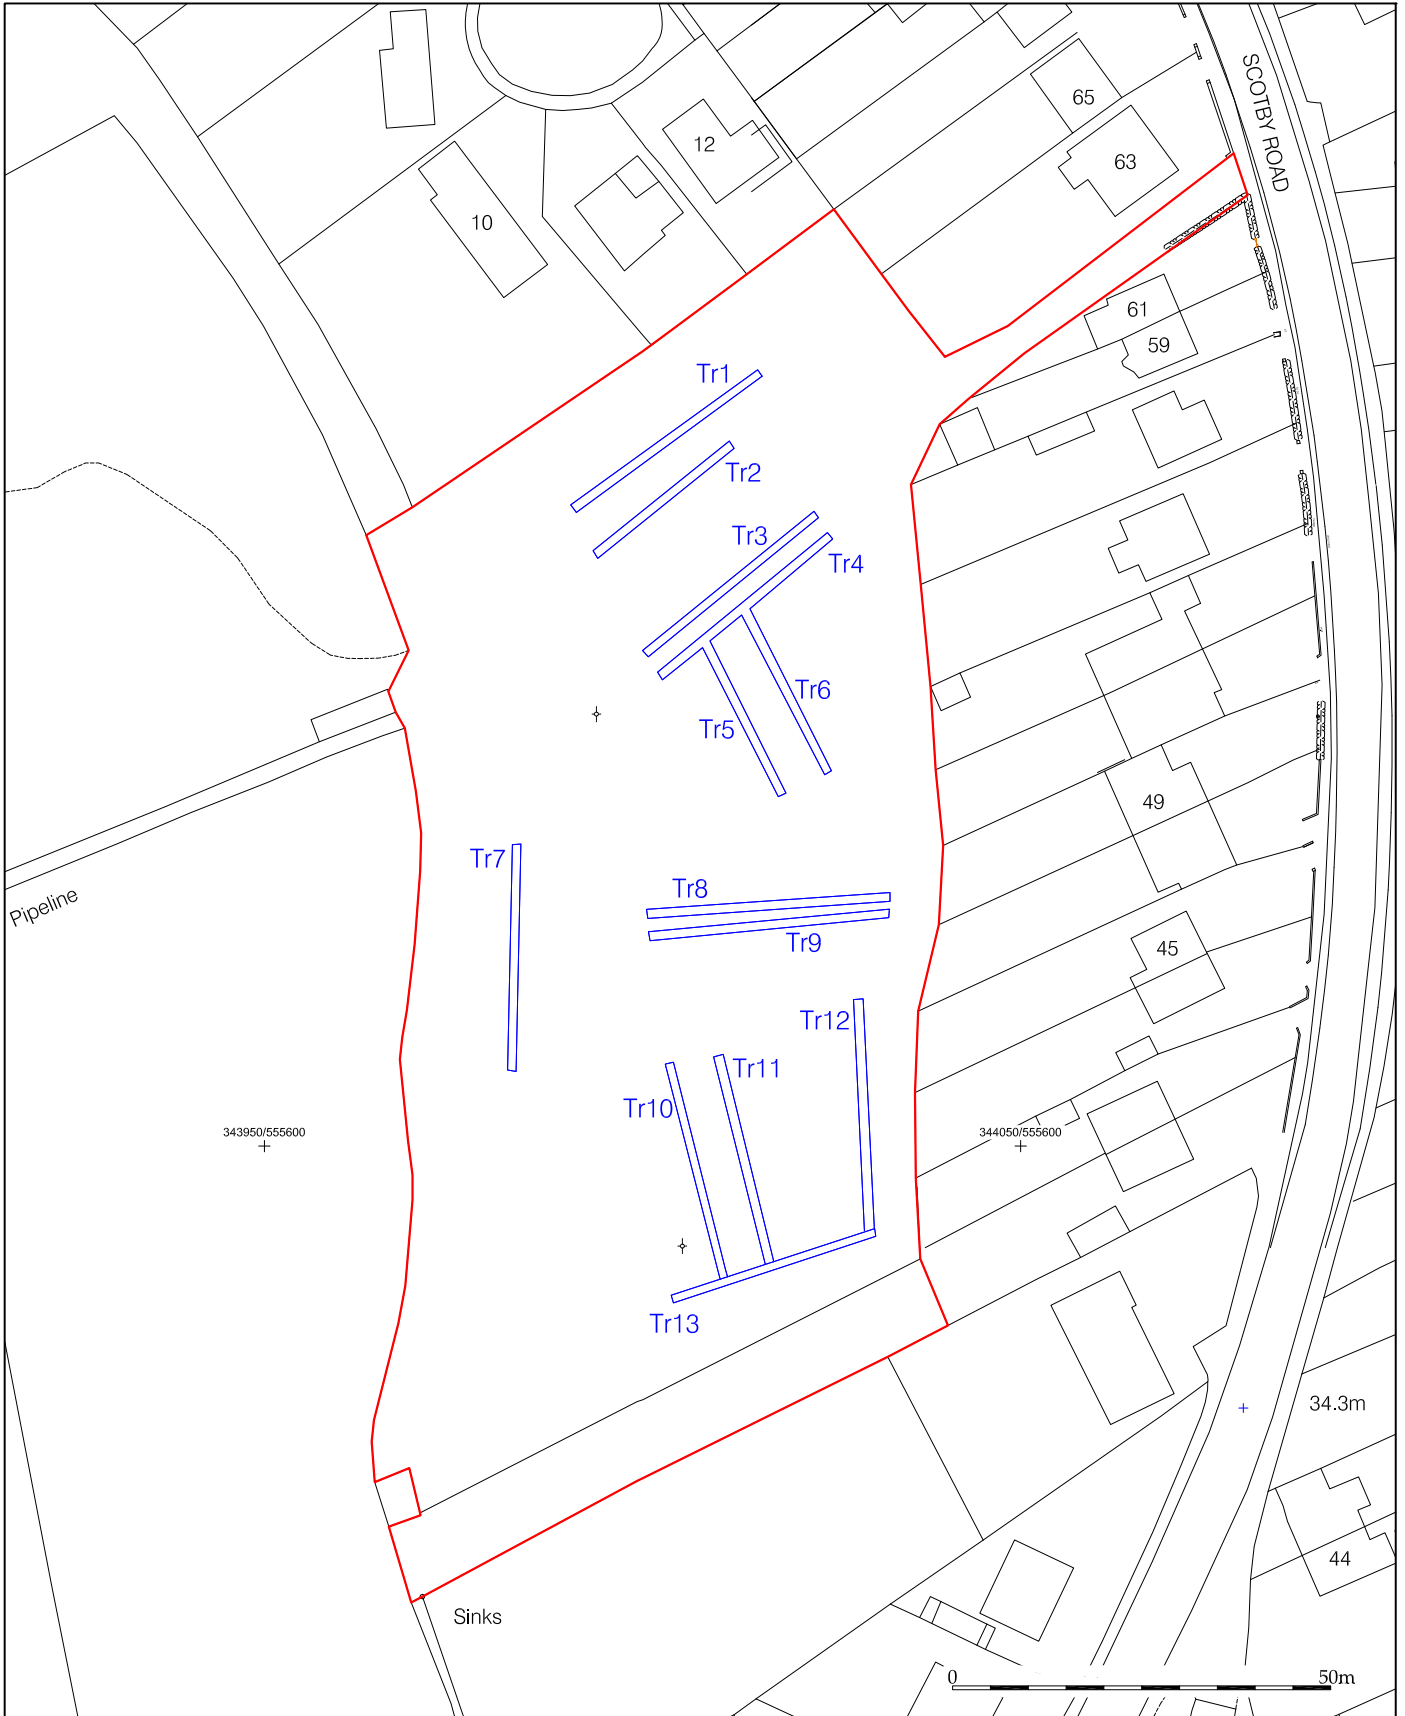 SCOTBY ROAD
65
12
63
10
61
59
Tr1
Tr2
Tr3
Tr4
Tr6
Tr5
49
Tr7
Tr8
Pipeline
Tr9
45
Tr12
Tr11
Tr10
343950/555600
344050/555600
Tr13
34.3m
44
Sinks
0
50m